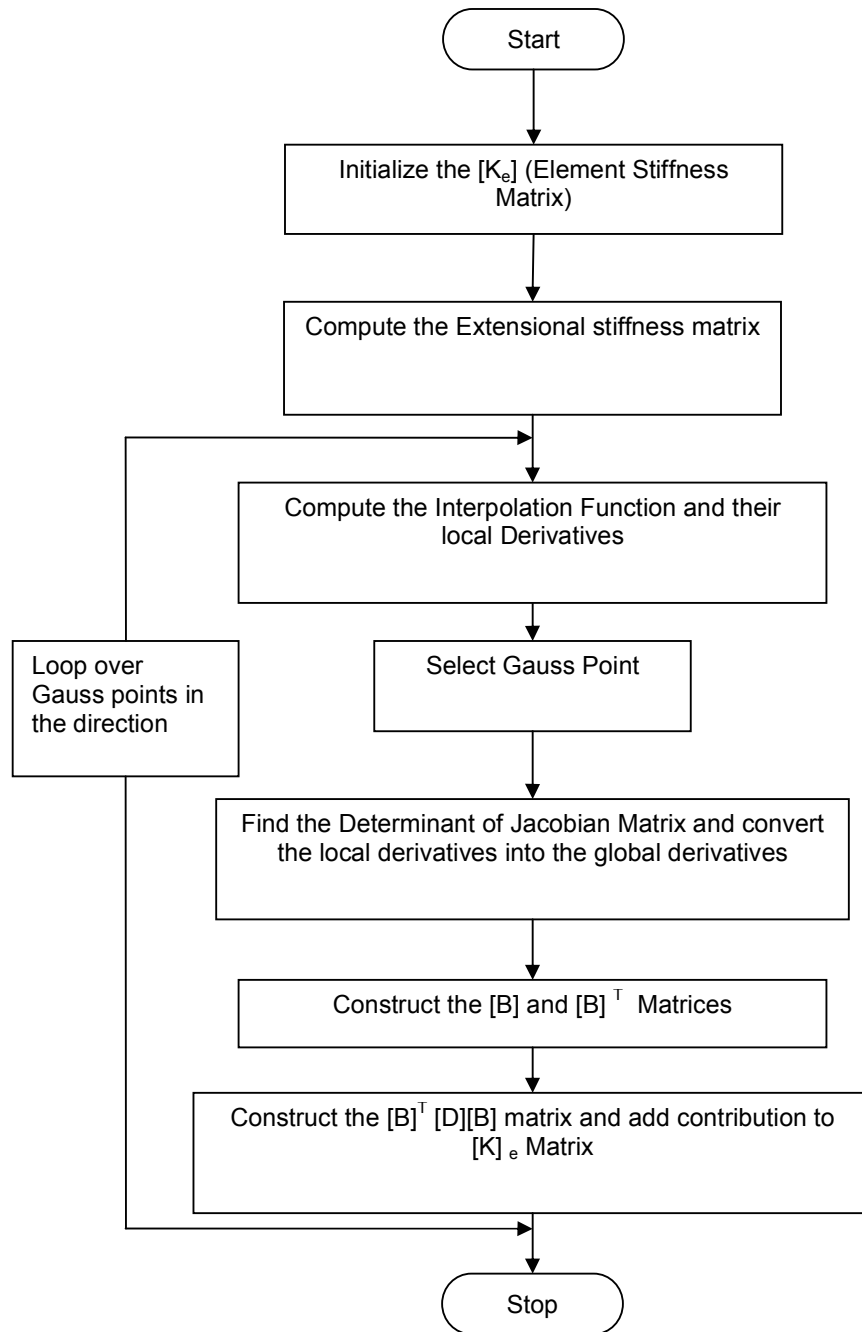 Start
Initialize the [Ke] (Element Stiffness
Matrix)
Compute the Extensional stiffness matrix
Compute the Interpolation Function and their
local Derivatives
Loop over
Gauss points in
the direction
Select Gauss Point
Find the Determinant of Jacobian Matrix and convert
the local derivatives into the global derivatives
Construct the [B] and [B] T Matrices
Construct the [B]T [D][B] matrix and add contribution to
[K] e Matrix
Stop